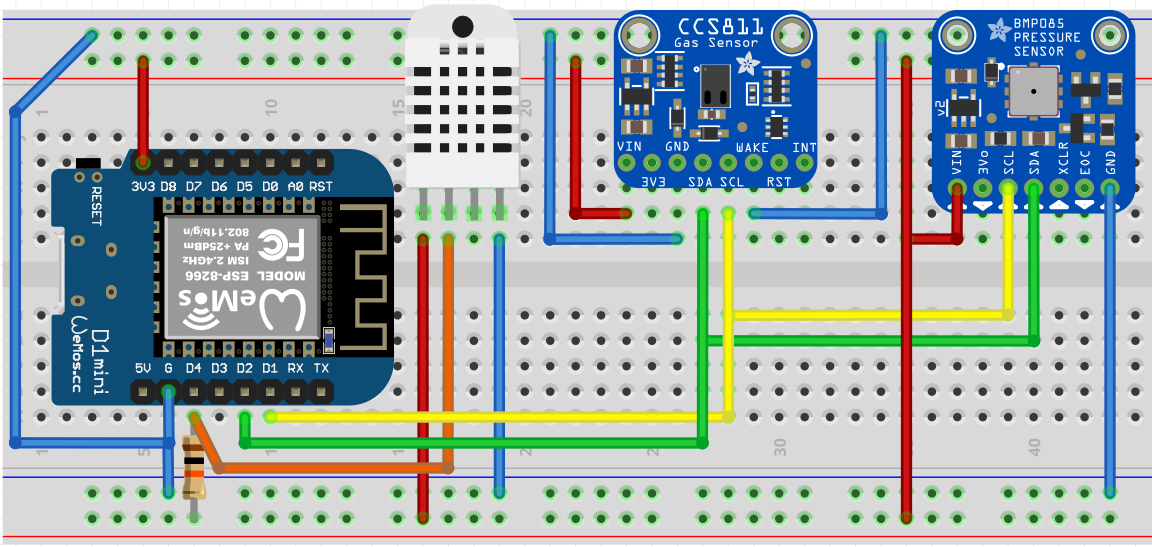 CCS811
Gas Sensor
BMP085
PRESSURE
SENSOR
1
10
15
20
V2
VIN
GND
WAKE
INT
3V3
SDA
SCL
RST
VIN
3Vo
SCL
SDA
XCLR
EOC
GND
3V3 D8 D7 D6 D5 D0 A0 RST
RESET
802.11b/g/n
PA +25dBm
ISM 2.4GHz
FC
MODEL ESP-8266
WeMos
D1mini
WeMos.cc
5V G D4 D3 D2 D1 RX TX
1
5
30
40